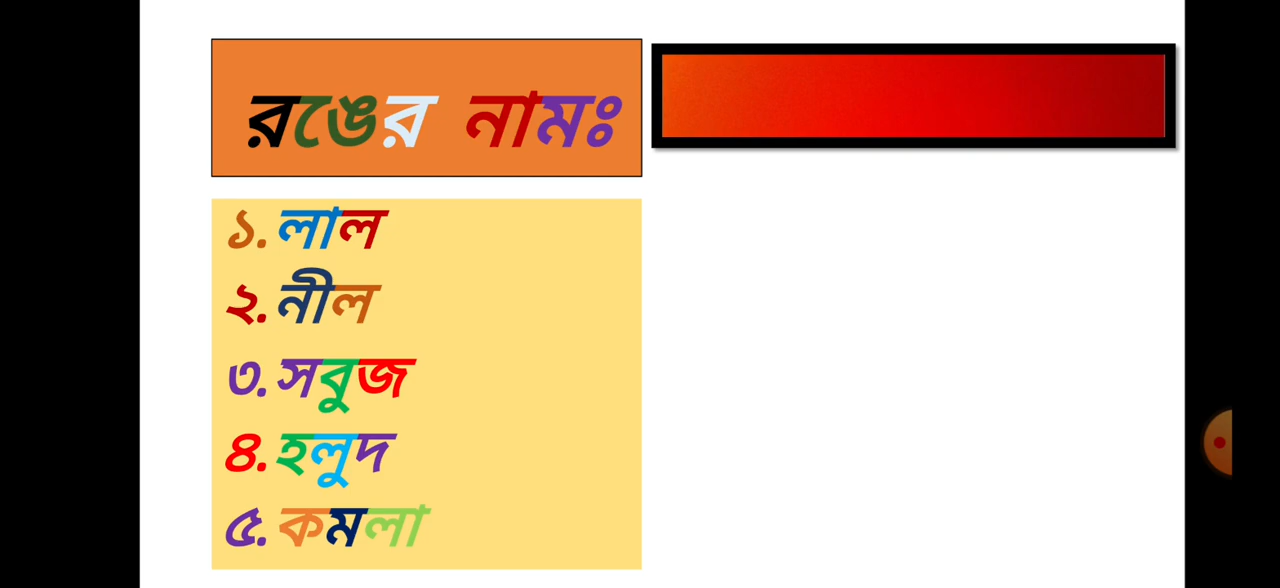 রঙের নামঃ
১. লাল
২. নীল
৩. সবুজ
৪. হলুদ
৫. কমলা